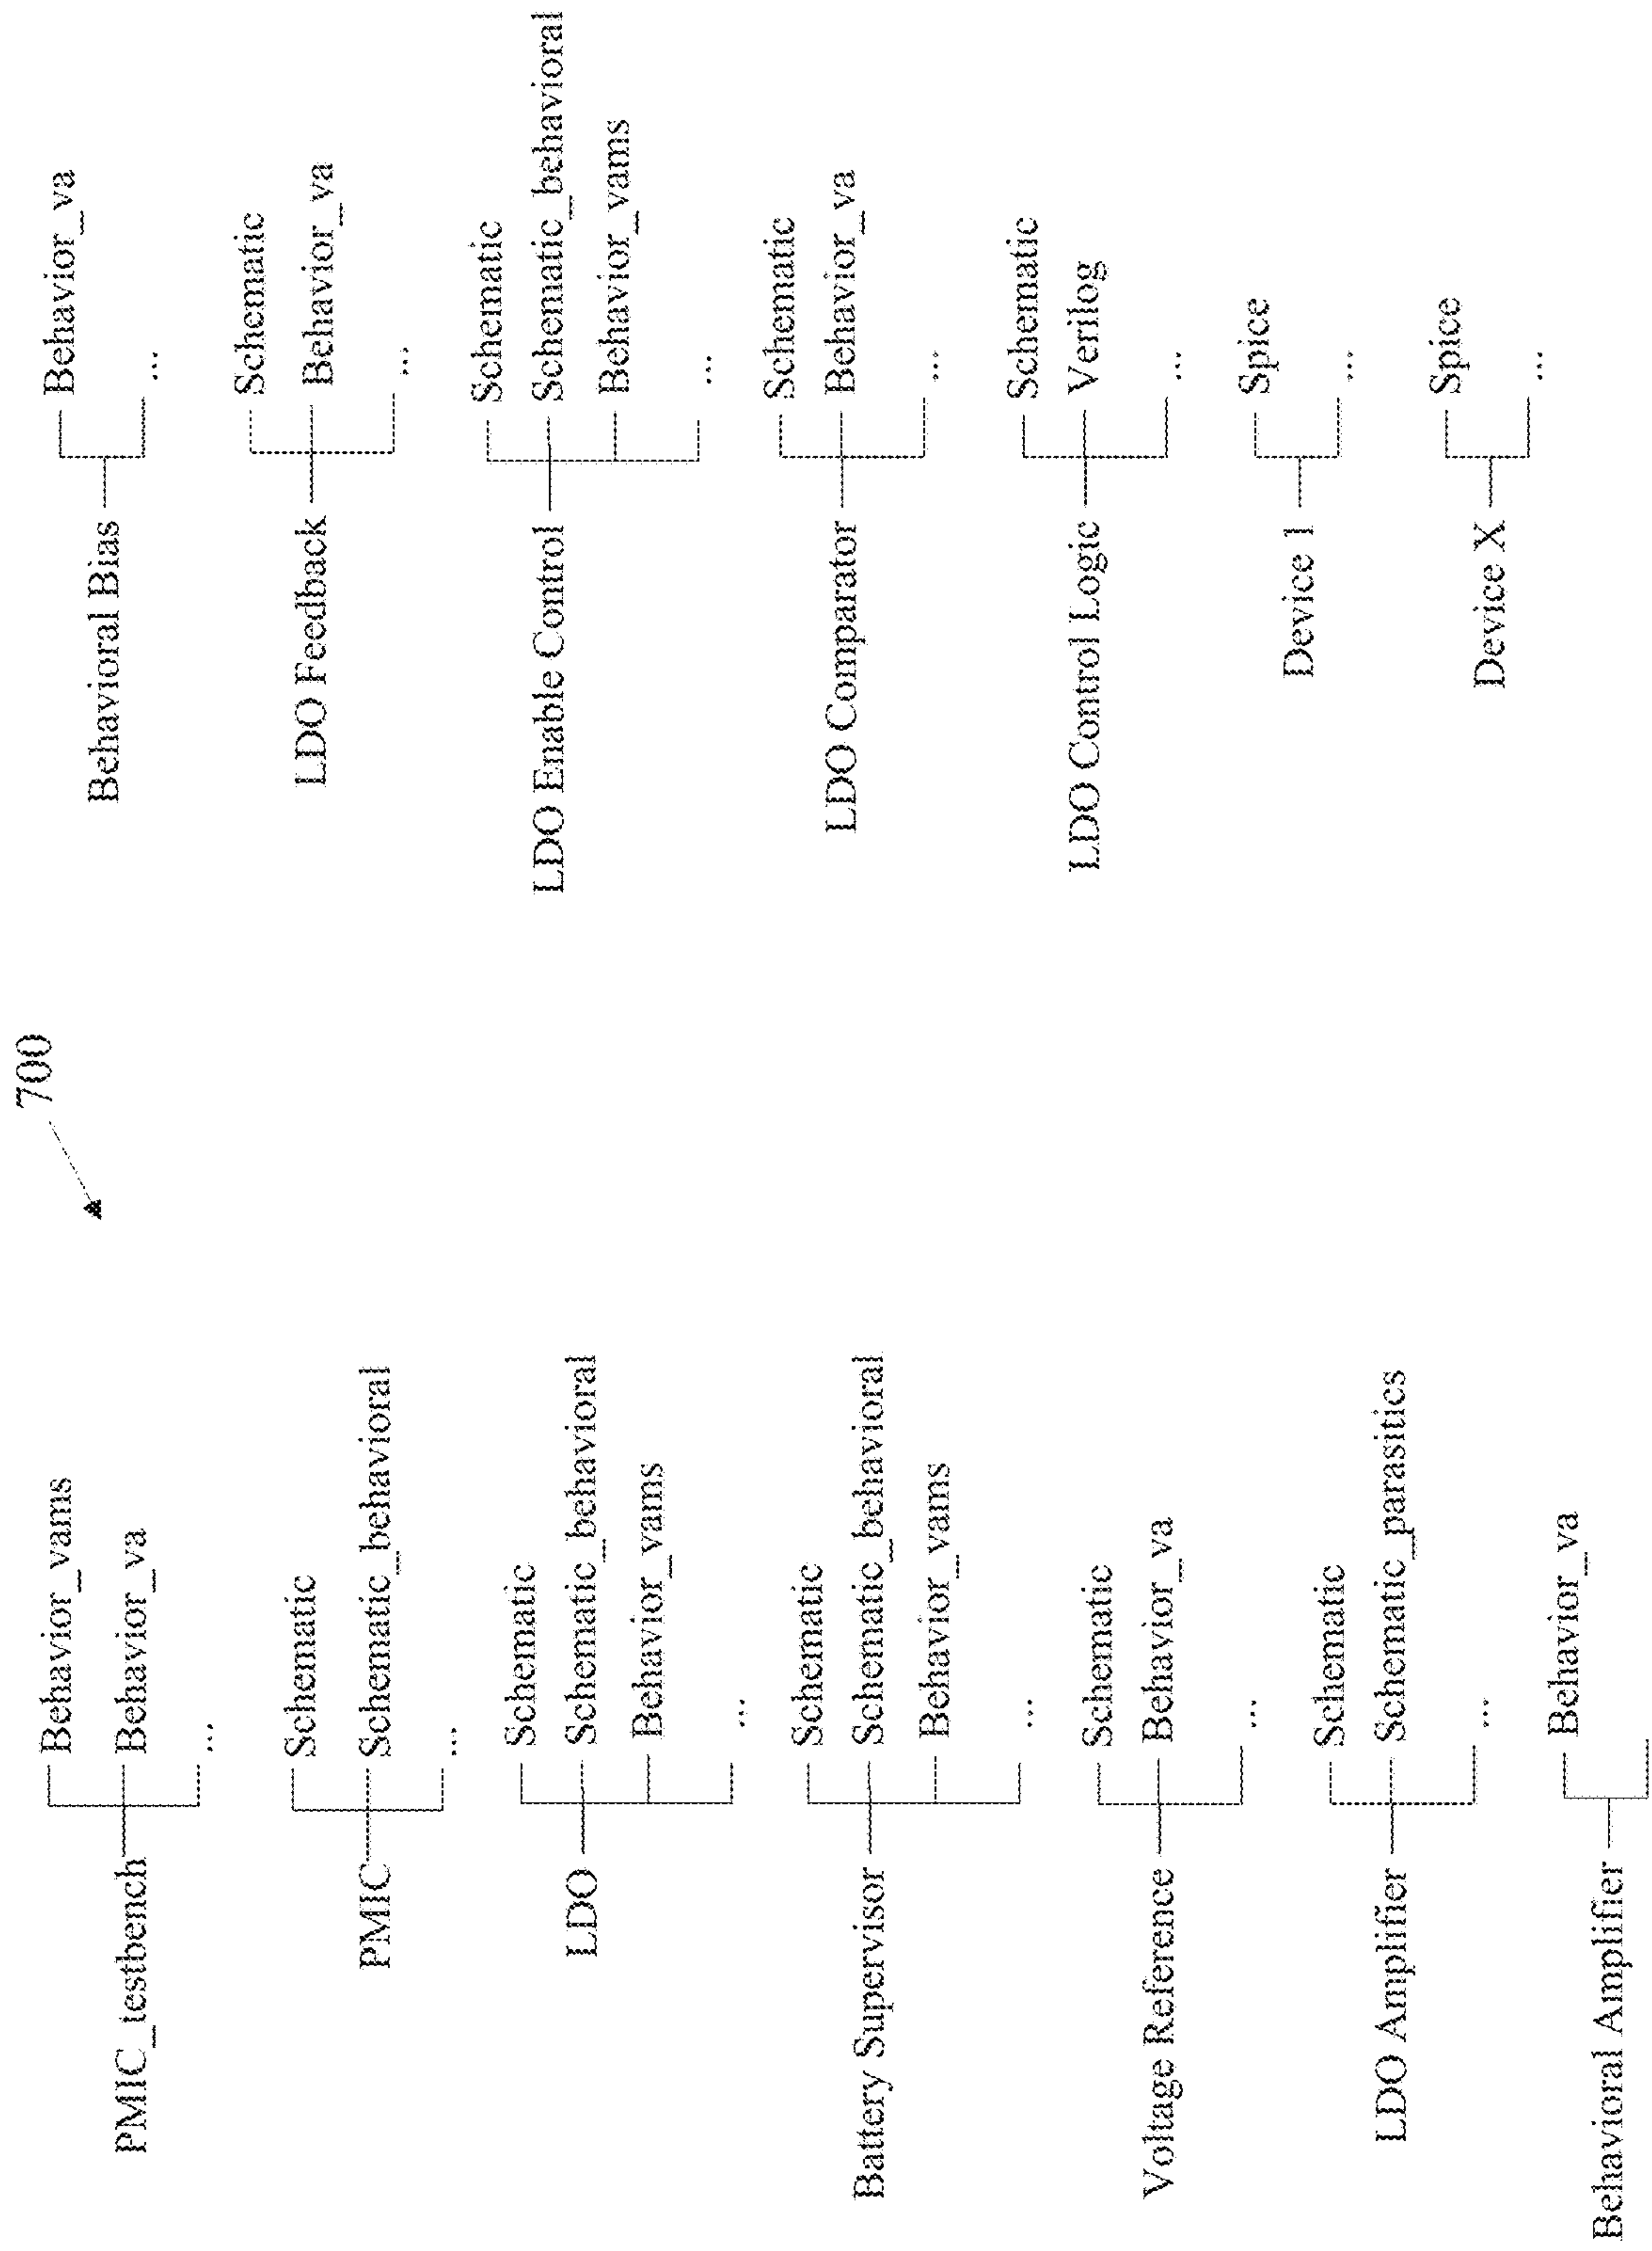 700
PMIC_testbench
Behavior_vams
Behavior_va
...
PMIC
Schematic
Schematic_behavioral
...
LDO
Schematic
Schematic_behavioral
Behavior_vams
...
Battery Supervisor
Schematic
Schematic_behavioral
Behavior_vams
...
Voltage Reference
Schematic
Behavior_va
...
LDO Amplifier
Schematic
Schematic_parasitics
...
Behavioral Amplifier
Behavior_va
Behavioral Bias
Behavior_va
...
LDO Feedback
Schematic
Behavior_va
...
LDO Enable Control
Schematic
Schematic_behavioral
Behavior_vams
...
LDO Comparator
Schematic
Behavior_va
...
LDO Control Logic
Schematic
Verilog
...
Device 1
Spice
...
Device X
Spice
...